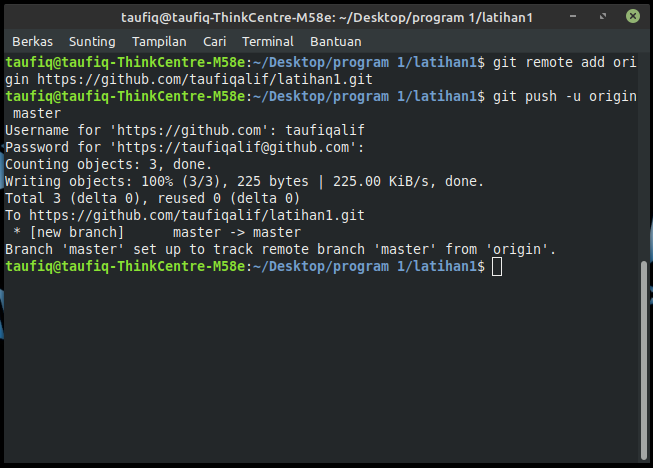 taufiq@taufiq-ThinkCentre-M58e: ~/Desktop/program 1/latihan1
Berkas Sunting Tampilan Cari Terminal Bantuan
taufiq@taufiq-ThinkCentre-M58e:~/Desktop/program 1/latihan1$ git remote add ori
gin https://github.com/taufiqalif/latihan1.git
taufiq@taufiq-ThinkCentre-M58e:~/Desktop/program 1/latihan1$ git push -u origin
 master
Username for 'https://github.com': taufiqalif
Password for 'https://taufiqalif@github.com':
Counting objects: 3, done.
Writing objects: 100% (3/3), 225 bytes | 225.00 KiB/s, done.
Total 3 (delta 0), reused 0 (delta 0)
To https://github.com/taufiqalif/latihan1.git
 * [new branch]      master -> master
Branch 'master' set up to track remote branch 'master' from 'origin'.
taufiq@taufiq-ThinkCentre-M58e:~/Desktop/program 1/latihan1$